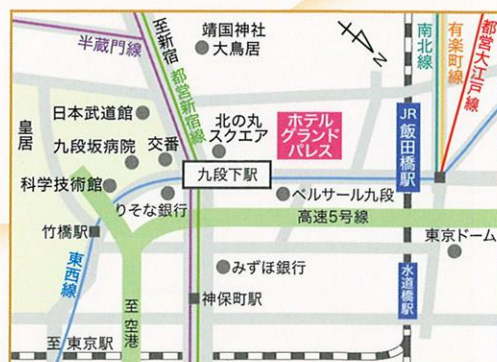 半蔵門線
至新宿
都営新宿線
靖国神社
大鳥居
N
南北線
有楽町線
都営大江戸線
日本武道館
北の丸
スクエア
ホテル
グランド
パレス
JR飯田橋駅
皇居
九段坂病院
交番
九段下駅
科学技術館
りそな銀行
ベルサール九段
高速5号線
竹橋駅
東京ドーム
東西線
みずほ銀行
水道橋駅
至空港
神保町駅
至東京駅